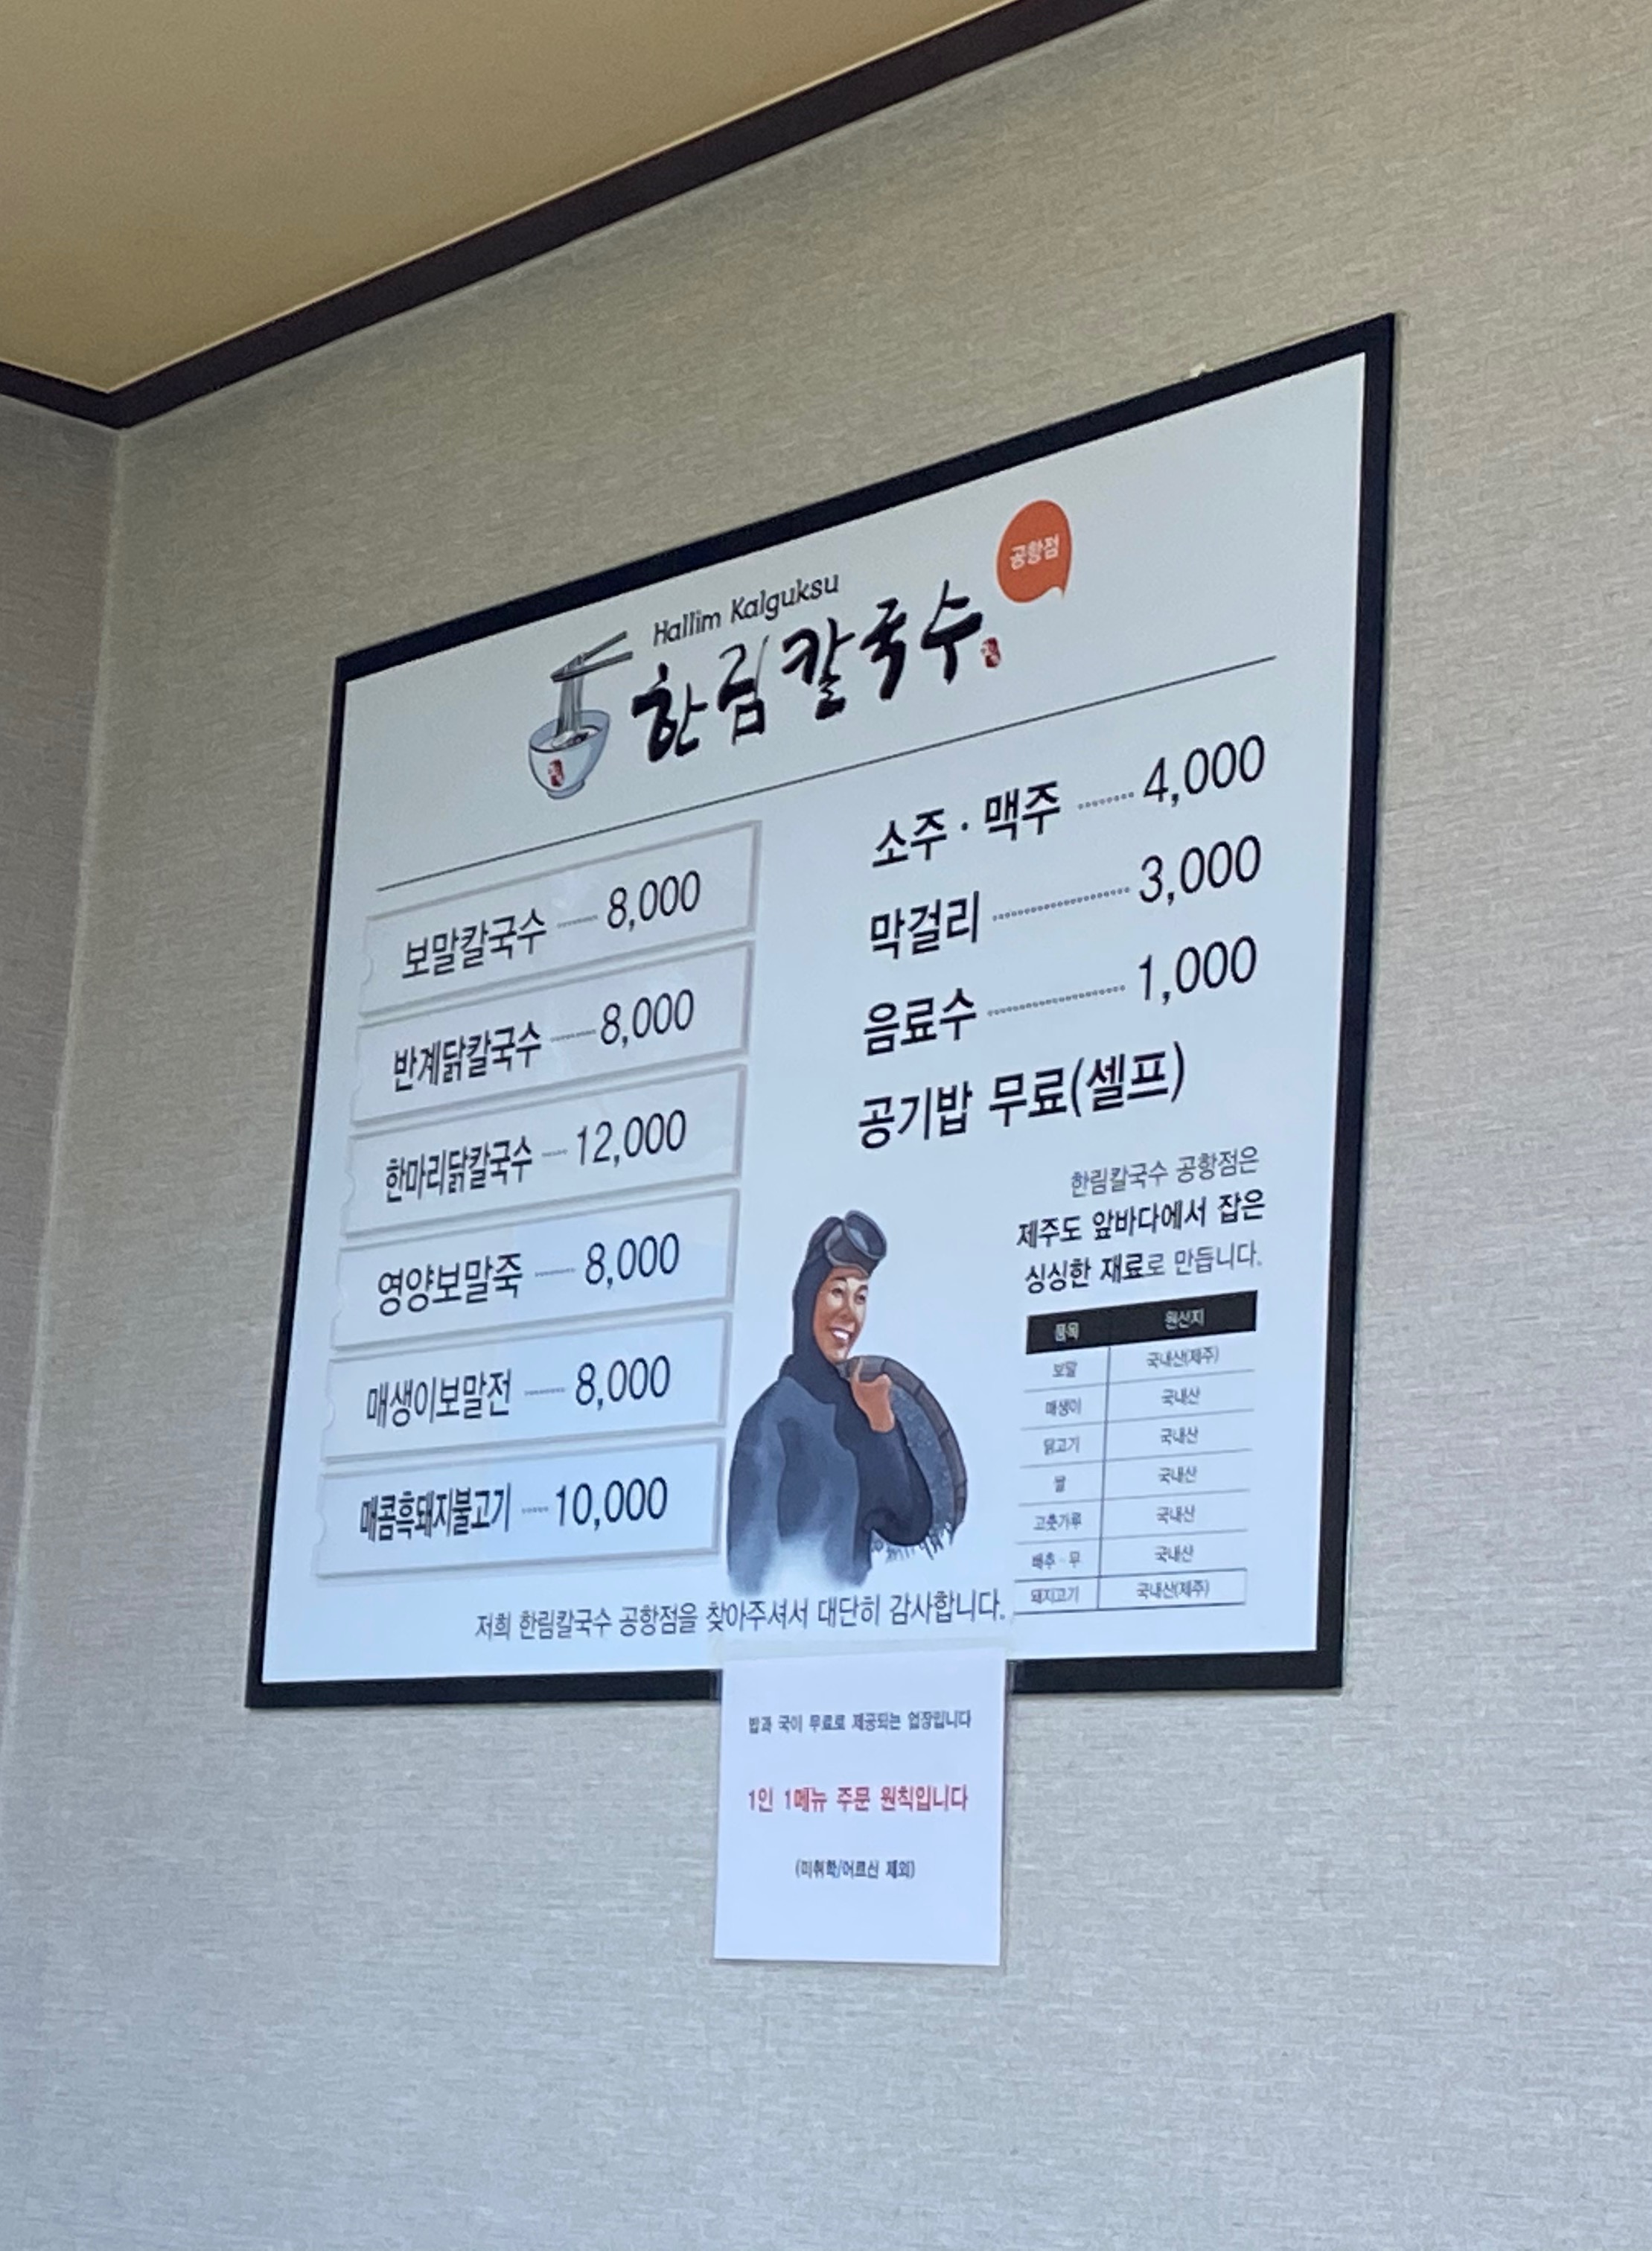 Hallim Kalguksu
한림칼국수
공항점
보말칼국수 8,000
반계닭칼국수 8,000
한마리닭칼국수 12,000
영양보말죽 8,000
매생이보말전 8,000
매콤흑돼지불고기 10,000
소주 · 맥주 4,000
막걸리 3,000
음료수 1,000
공기밥 무료(셀프)
한림칼국수 공항점은
제주도 앞바다에서 잡은
싱싱한 재료로 만듭니다.
품목 원산지
보말 국내산(제주)
매생이 국내산
닭고기 국내산
쌀 국내산
고춧가루 국내산
배추 · 무 국내산
돼지고기 국내산(제주)
저희 한림칼국수 공항점을 찾아주셔서 대단히 감사합니다.
밥과 국이 무료로 제공되는 업장입니다
1인 1메뉴 주문 원칙입니다
(미취학/어르신 제외)